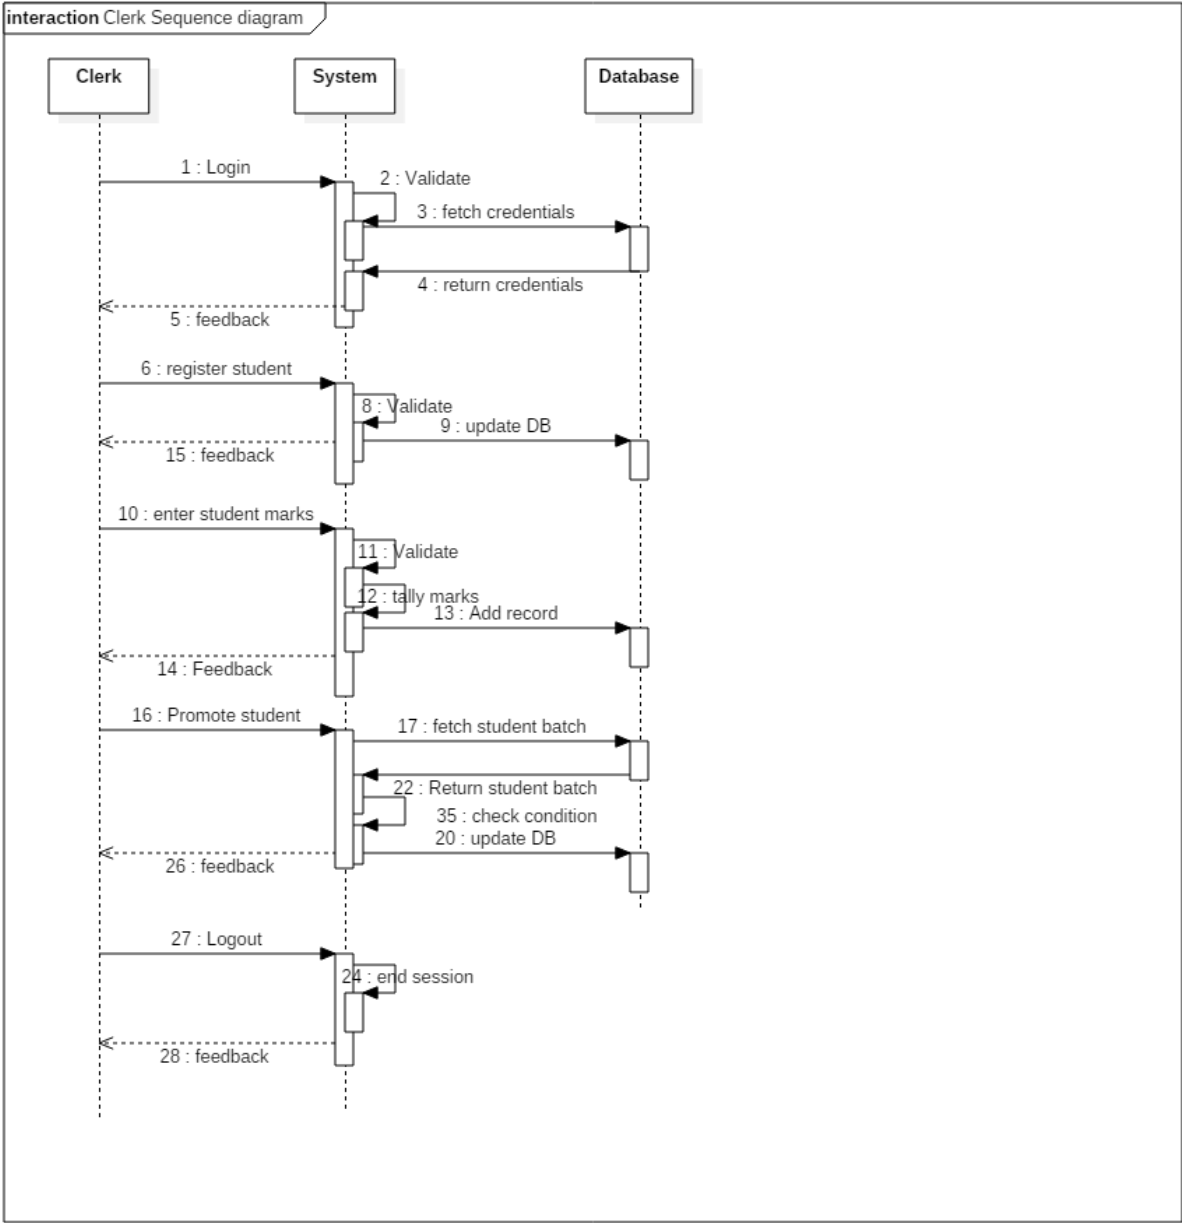 interaction Clerk Sequence diagram
Clerk
System
Database
1 : Login
2 : Validate
3 : fetch credentials
4 : return credentials
5 : feedback
6 : register student
8 : Validate
9 : update DB
15 : feedback
10 : enter student marks
11 : Validate
12 : tally marks
13 : Add record
14 : Feedback
16 : Promote student
17 : fetch student batch
22 : Return student batch
35 : check condition
20 : update DB
26 : feedback
27 : Logout
24 : end session
28 : feedback